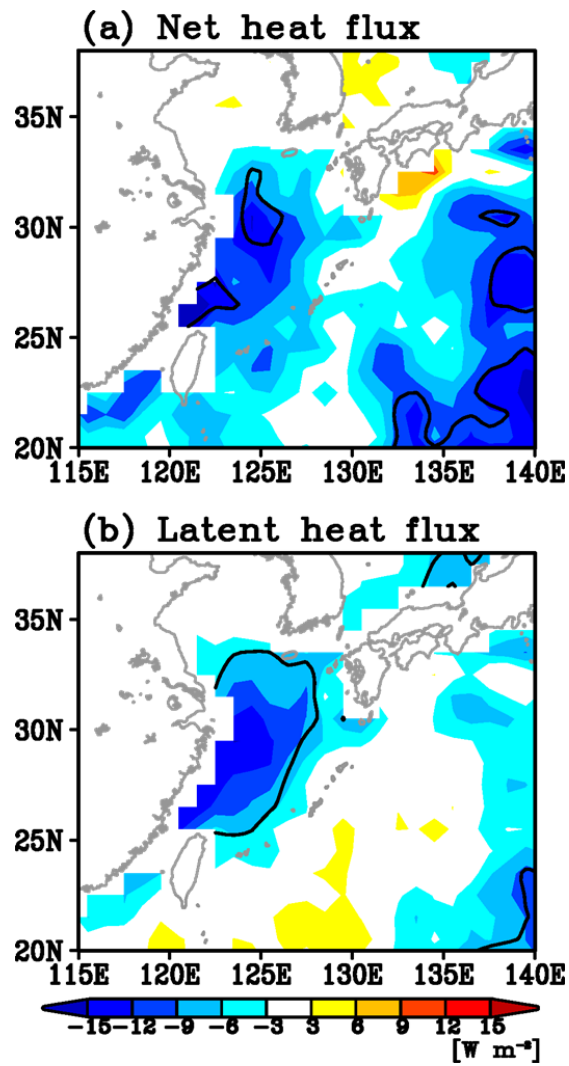 (a) Net heat flux
35N
30N
25N
20N
115E 120E 125E 130E 135E 140E
(b) Latent heat flux
35N
30N
25N
20N
115E 120E 125E 130E 135E 140E
-15 -12 -9 -6 -3 3 6 9 12 15
[W m⁻²]